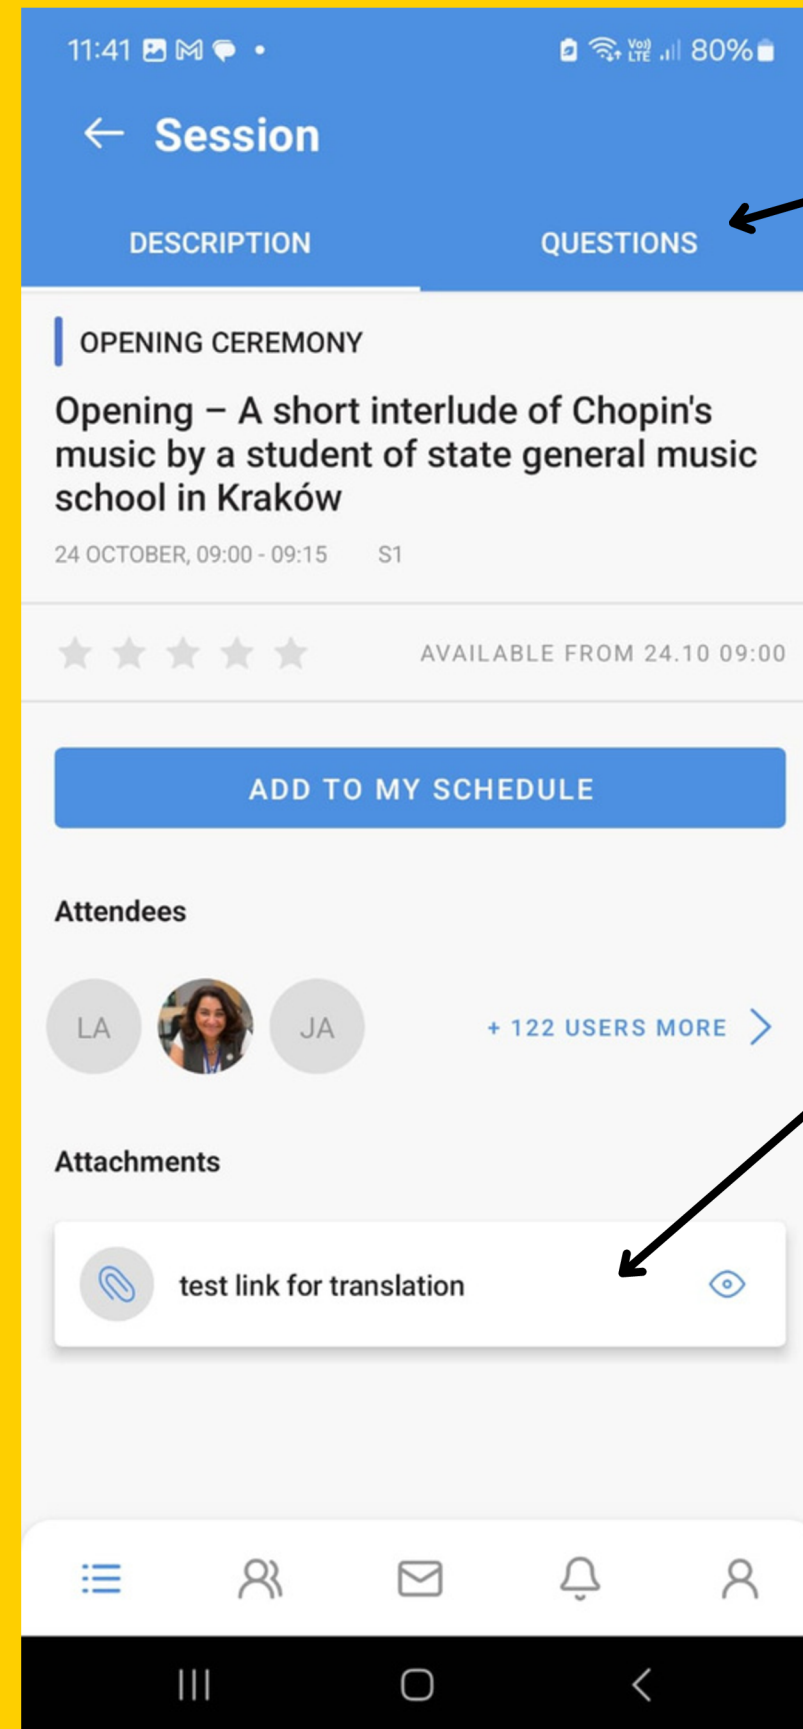 11:41 80%
Vo)) LTE
Session
DESCRIPTION QUESTIONS
OPENING CEREMONY
Opening – A short interlude of Chopin's
music by a student of state general music
school in Kraków
24 OCTOBER, 09:00 - 09:15 S1
AVAILABLE FROM 24.10 09:00
ADD TO MY SCHEDULE
Attendees
LA JA + 122 USERS MORE
Attachments
test link for translation